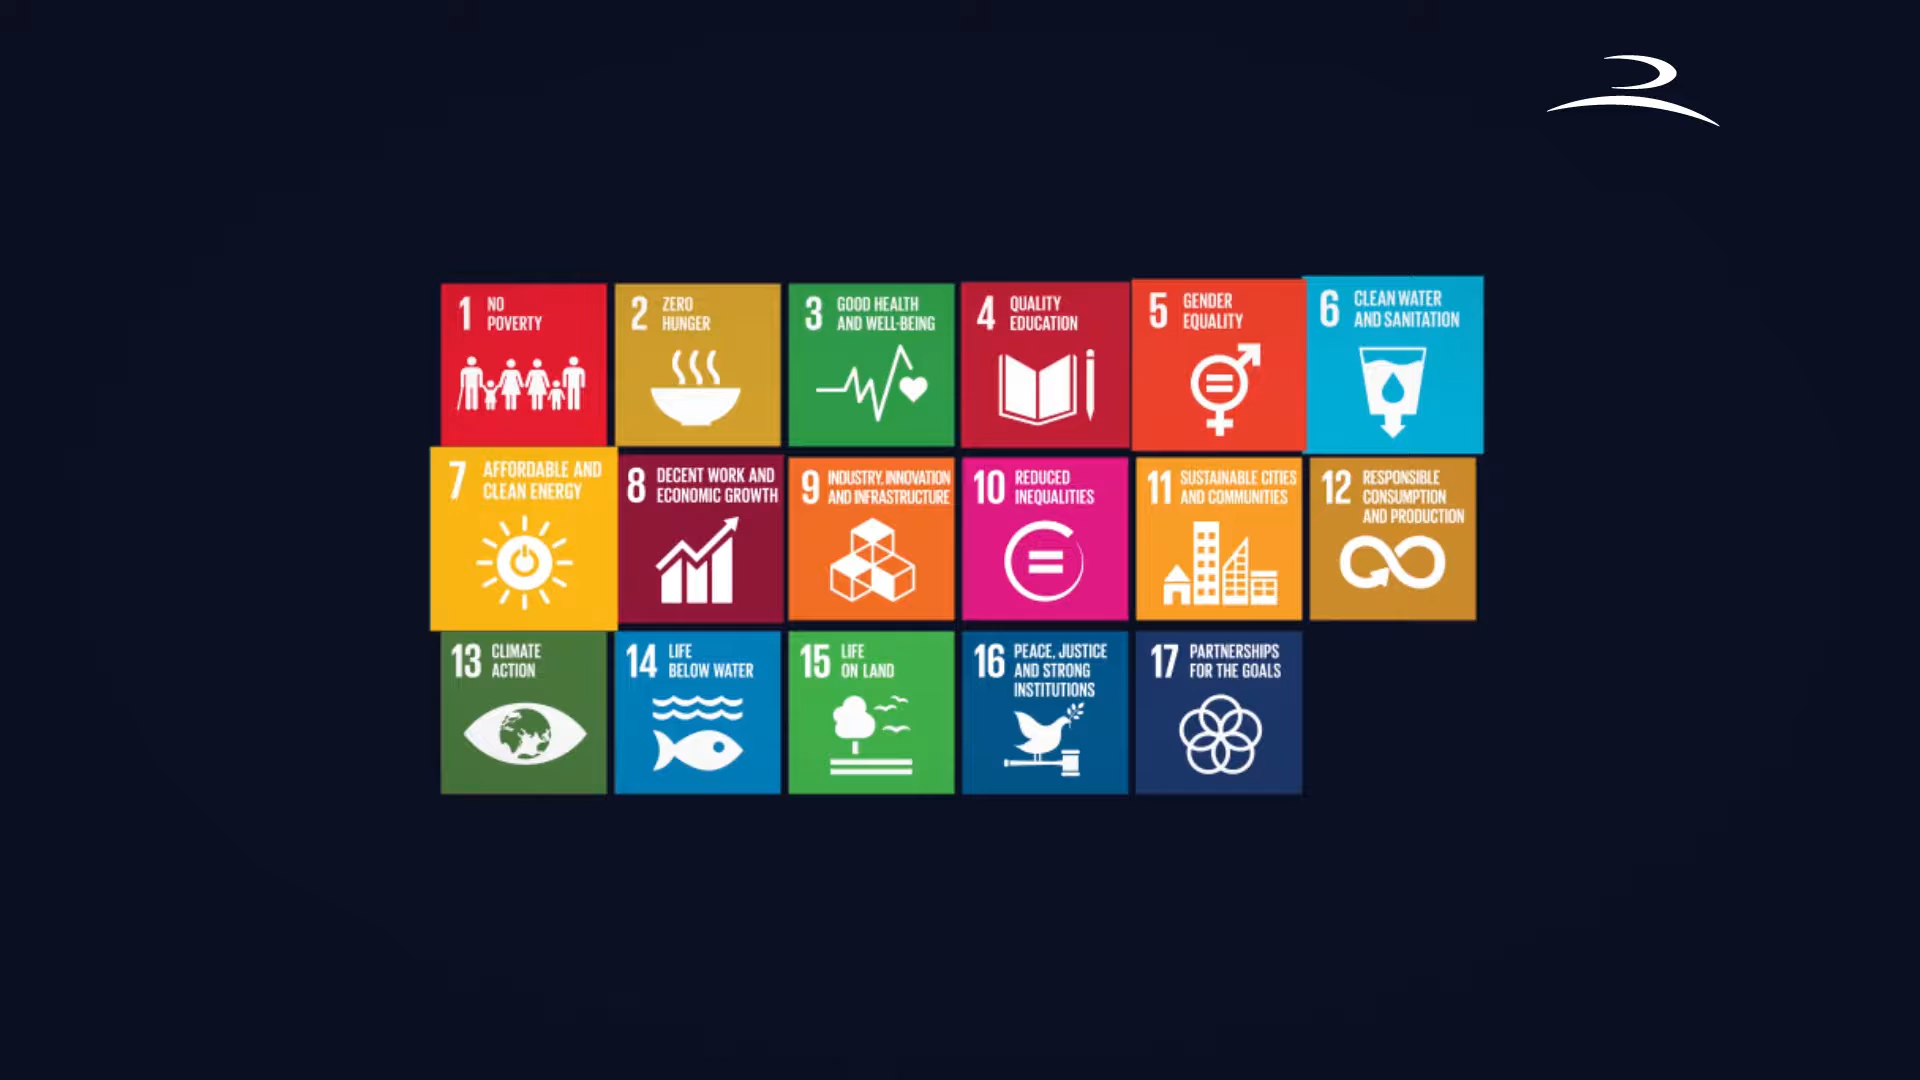 1 NO
POVERTY
2 ZERO
HUNGER
3 GOOD HEALTH
AND WELL-BEING
4 QUALITY
EDUCATION
5 GENDER
EQUALITY
6 CLEAN WATER
AND SANITATION
7 AFFORDABLE AND
CLEAN ENERGY
8 DECENT WORK AND
ECONOMIC GROWTH
9 INDUSTRY, INNOVATION
AND INFRASTRUCTURE
10 REDUCED
INEQUALITIES
11 SUSTAINABLE CITIES
AND COMMUNITIES
12 RESPONSIBLE
CONSUMPTION
AND PRODUCTION
13 CLIMATE
ACTION
14 LIFE
BELOW WATER
15 LIFE
ON LAND
16 PEACE, JUSTICE
AND STRONG
INSTITUTIONS
17 PARTNERSHIPS
FOR THE GOALS